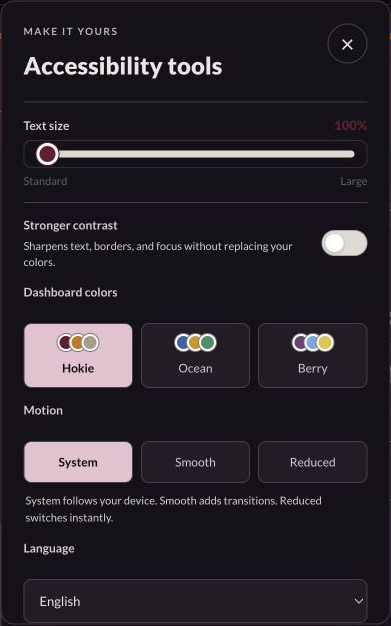 MAKE IT YOURS
Accessibility tools
Text size 100%
Standard Large
Stronger contrast
Sharpens text, borders, and focus without replacing your
colors.
Dashboard colors
Hokie Ocean Berry
Motion
System Smooth Reduced
System follows your device. Smooth adds transitions. Reduced
switches instantly.
Language
English